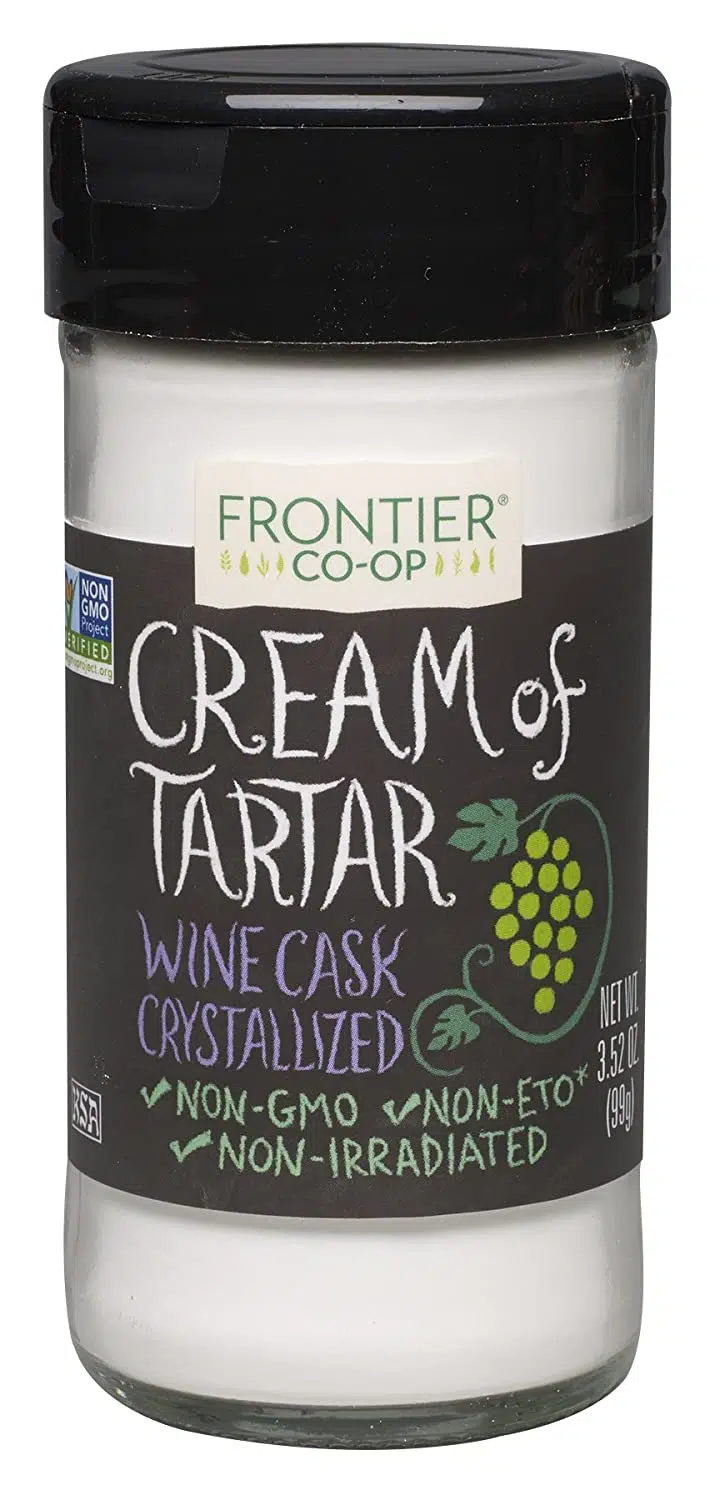 FRONTIER®
CO-OP
NON
GMO
Project
VERIFIED
CREAM of
TARTAR
WINE CASK
CRYSTALLIZED
✓NON-GMO ✓NON-ETO*
✓NON-IRRADIATED
NET WT.
3.52 OZ.
(99g)
KSA